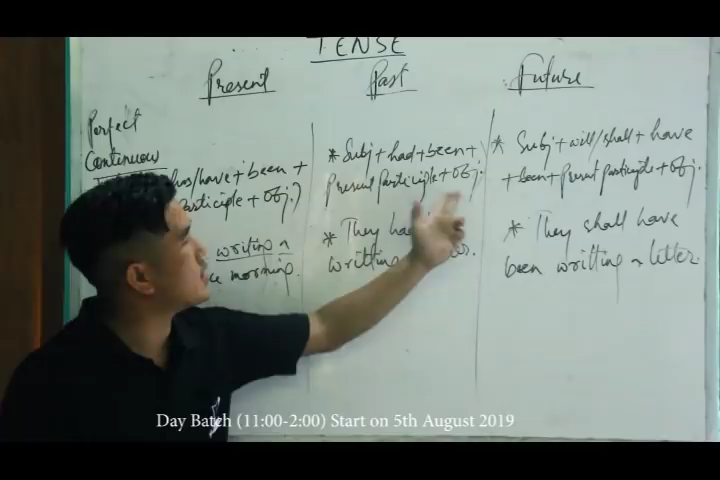 TENSE
Present Past Future
Perfect
Continuous
has/have + been +
Participle + Obj.)
writing a
morning.
* Subj + had + been +
Present Participle + Obj.
* They
writting
* Subj + will/shall + have
+ been + Present participle + Obj.
* They shall have
been writting a letter.
Day Batch (11:00-2:00) Start on 5th August 2019